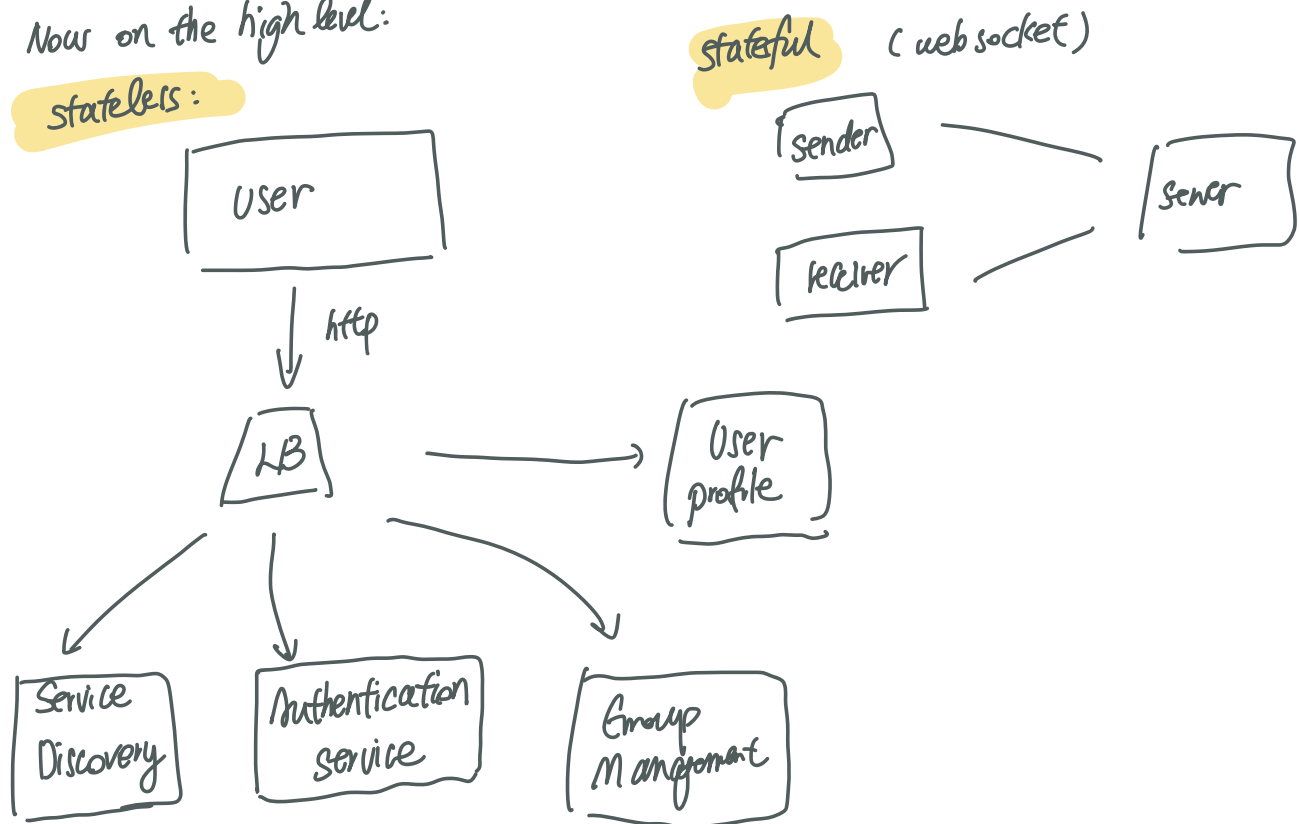 Now on the high level:
stateless:
User
http
LB
User
profile
Service
Discovery
Authentication
service
Group
Management
stateful (websocket)
sender
receiver
server